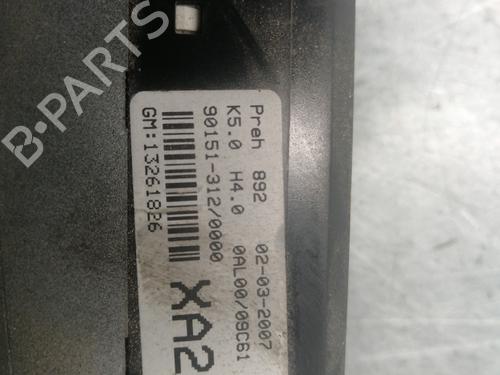 Preh 892 02-03-2007
K5.0 H4.0 0AL00/09C61
90151-312/0000
GM:13261826
XA2
B-PARTS